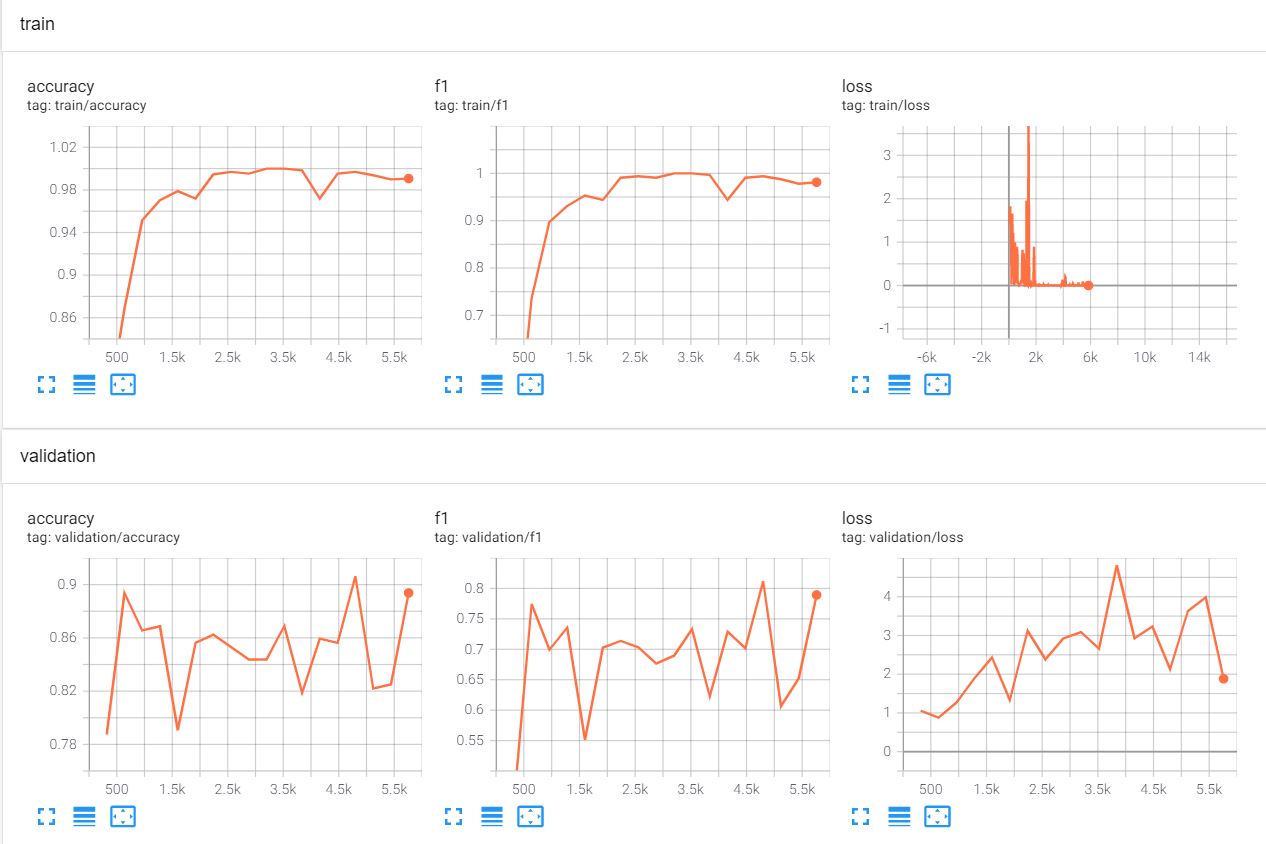 train
accuracy
tag: train/accuracy
1.02
0.98
0.94
0.9
0.86
500 1.5k 2.5k 3.5k 4.5k 5.5k
f1
tag: train/f1
1
0.9
0.8
0.7
500 1.5k 2.5k 3.5k 4.5k 5.5k
loss
tag: train/loss
3
2
1
0
-1
-6k -2k 2k 6k 10k 14k
validation
accuracy
tag: validation/accuracy
0.9
0.86
0.82
0.78
500 1.5k 2.5k 3.5k 4.5k 5.5k
f1
tag: validation/f1
0.8
0.75
0.7
0.65
0.6
0.55
500 1.5k 2.5k 3.5k 4.5k 5.5k
loss
tag: validation/loss
4
3
2
1
0
500 1.5k 2.5k 3.5k 4.5k 5.5k